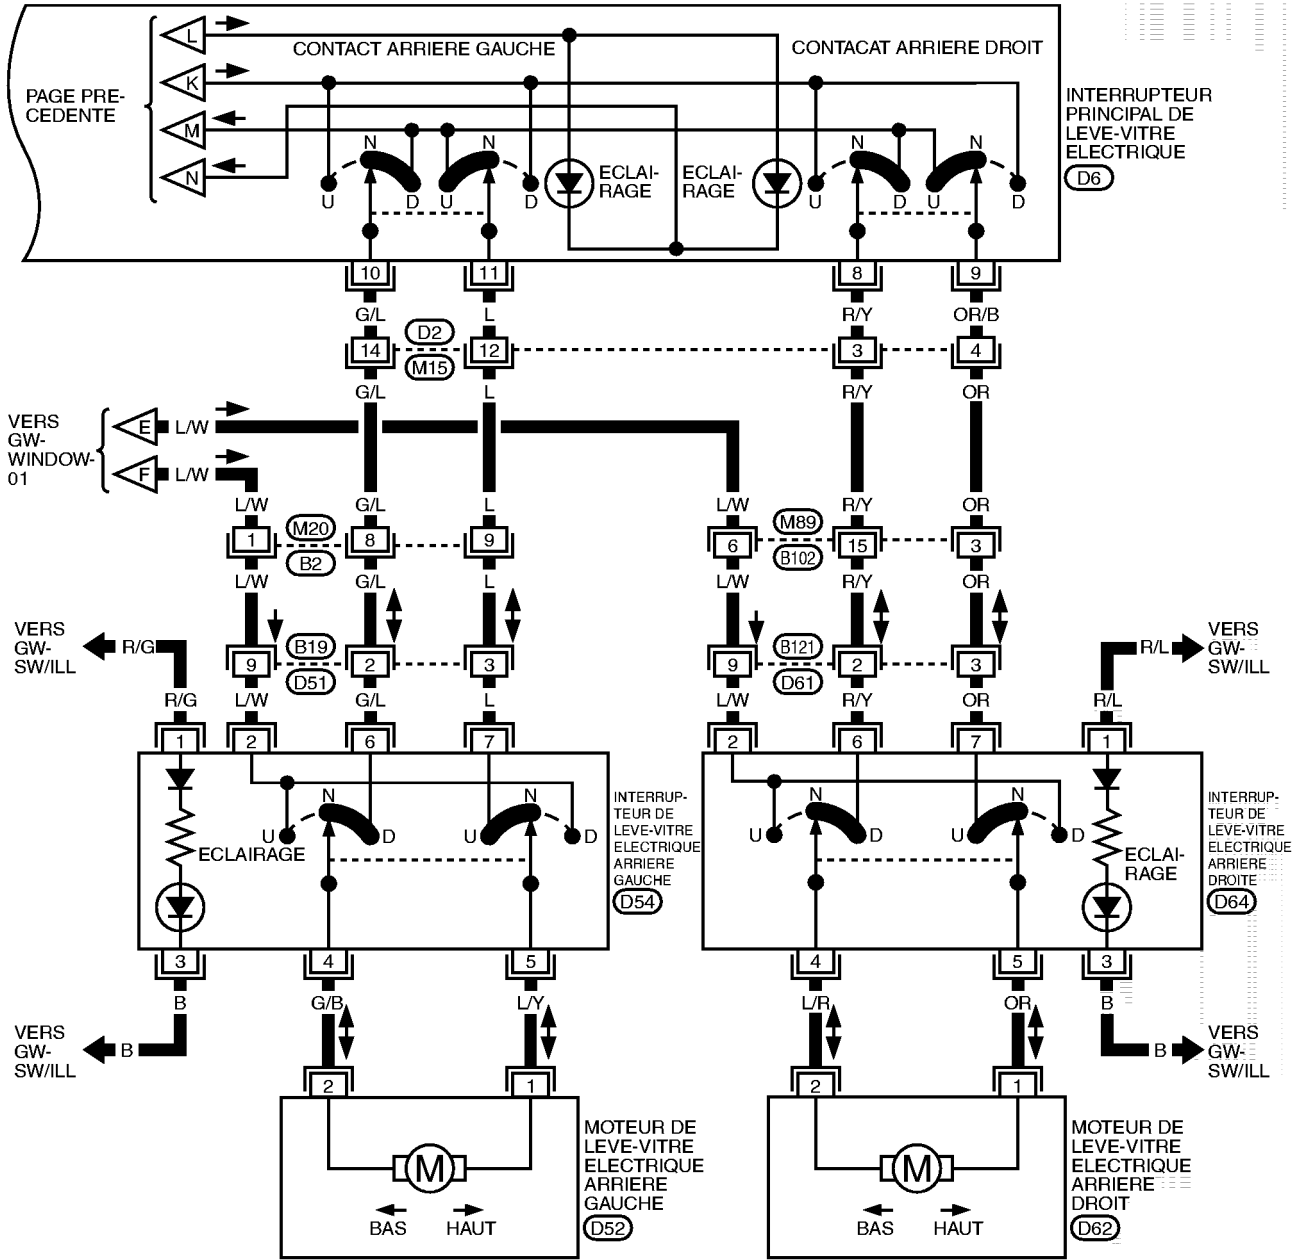 PAGE PRE-
CEDENTE
L
K
M
N
CONTACT ARRIERE GAUCHE
CONTACAT ARRIERE DROIT
N
N
N
N
U
D
U
D
ECLAI-
RAGE
ECLAI-
RAGE
U
D
U
D
INTERRUPTEUR
PRINCIPAL DE
LEVE-VITRE
ELECTRIQUE
D6
10
11
8
9
G/L
L
R/Y
OR/B
D2
14
12
3
4
M15
G/L
L
R/Y
OR
VERS
GW-
WINDOW-
01
E
L/W
F
L/W
L/W
G/L
L
L/W
R/Y
OR
M20
M89
1
8
9
6
15
3
B2
B102
L/W
G/L
L
L/W
R/Y
OR
VERS
GW-
SW/ILL
R/G
B19
B121
R/L
VERS
GW-
SW/ILL
9
2
3
9
2
3
D51
D61
R/G
L/W
G/L
L
L/W
R/Y
OR
R/L
1
2
6
7
2
6
7
1
N
N
N
N
U
D
U
D
U
D
U
D
ECLAIRAGE
INTERRUP-
TEUR DE
LEVE-VITRE
ELECTRIQUE
ARRIERE
GAUCHE
D54
ECLAI-
RAGE
INTERRUP-
TEUR DE
LEVE-VITRE
ELECTRIQUE
ARRIERE
DROITE
D64
3
4
5
4
5
3
B
G/B
L/Y
L/R
OR
B
VERS
GW-
SW/ILL
B
B
VERS
GW-
SW/ILL
2
1
2
1
M
M
BAS
HAUT
BAS
HAUT
MOTEUR DE
LEVE-VITRE
ELECTRIQUE
ARRIERE
GAUCHE
D52
MOTEUR DE
LEVE-VITRE
ELECTRIQUE
ARRIERE
DROIT
D62